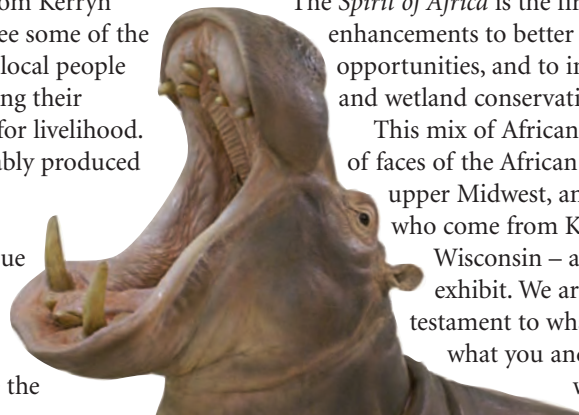 om Kerryn
ee some of the
local people
ng their
for livelihood.
ably produced
ue
the
The Spirit of Africa is the fir
enhancements to better
opportunities, and to in
and wetland conservati
This mix of African
of faces of the African
upper Midwest, an
who come from K
Wisconsin – a
exhibit. We ar
testament to wha
what you and